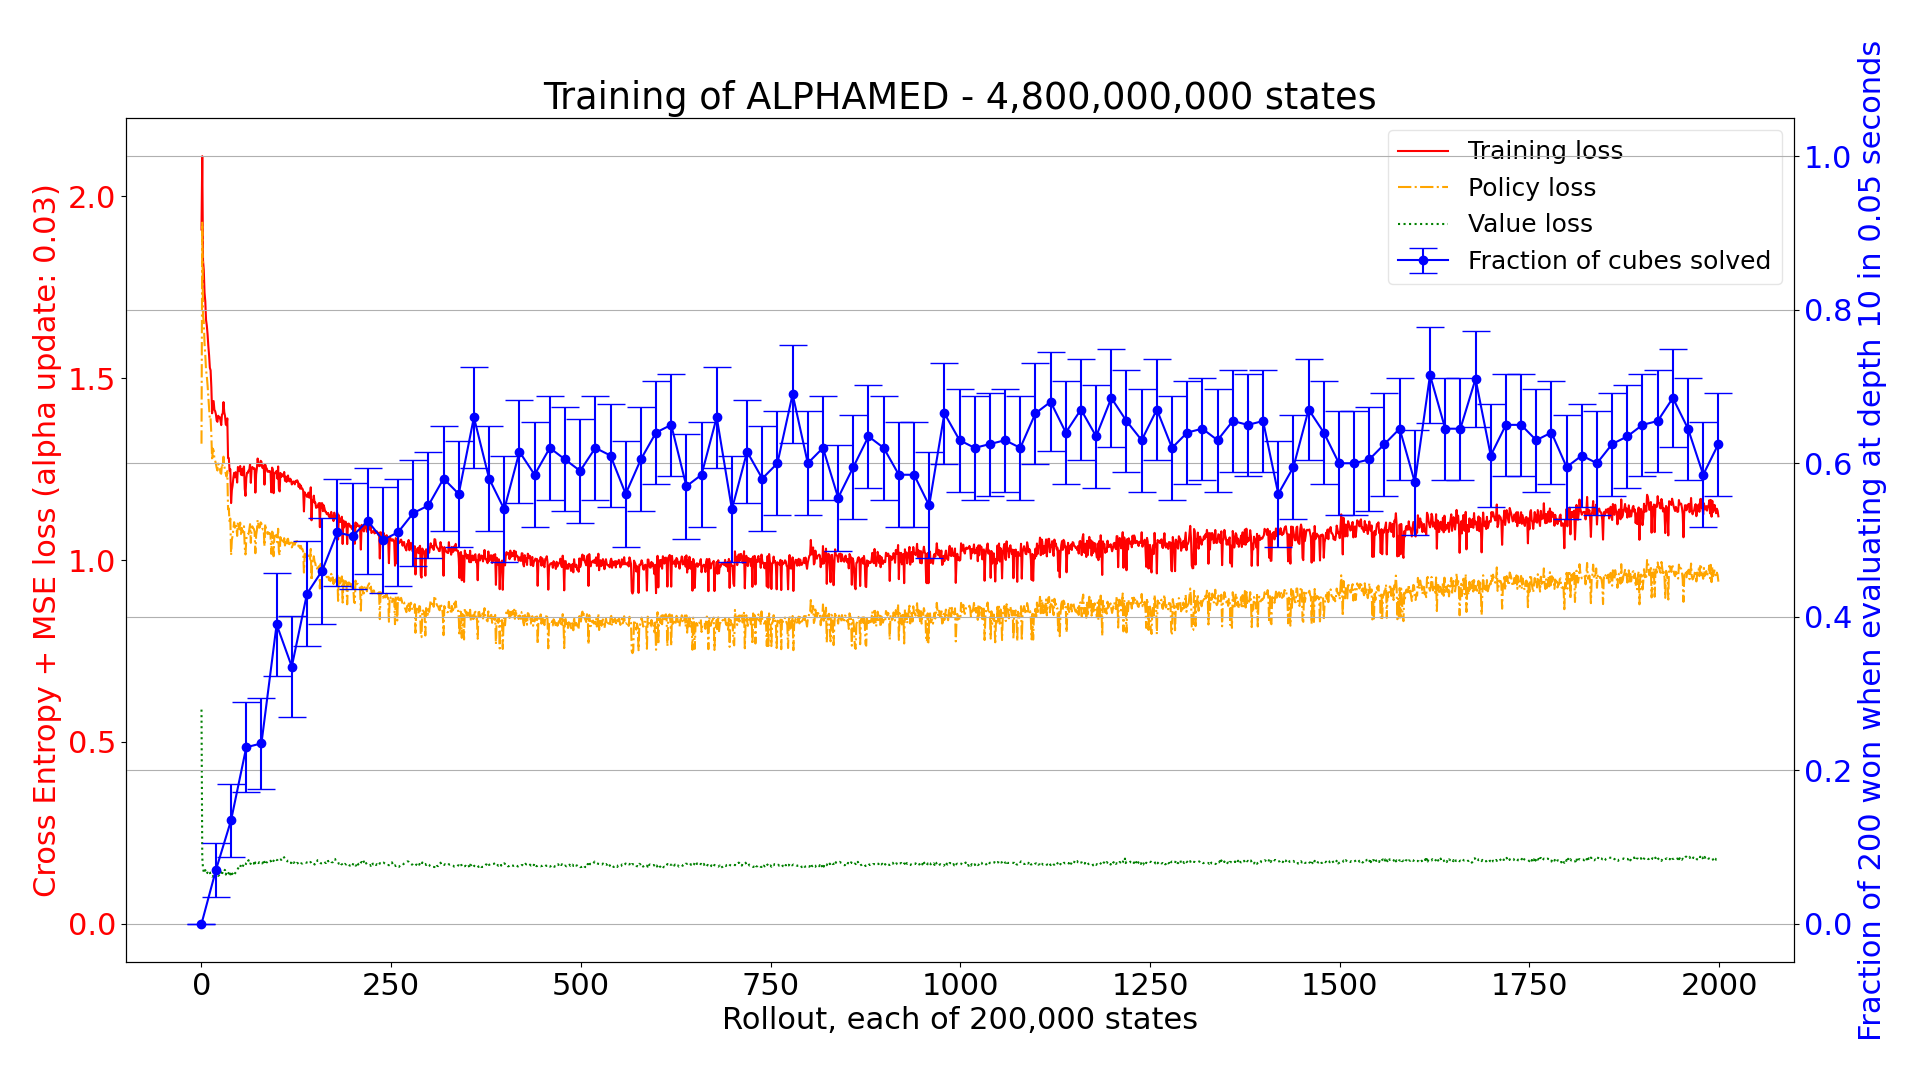 Training of ALPHAMED - 4,800,000,000 states
Cross Entropy + MSE loss (alpha update: 0.03)
2.0
1.5
1.0
0.5
0.0
Training loss
Policy loss
Value loss
Fraction of cubes solved
1.0
0.8
0.6
0.4
0.2
0.0
Fraction of 200 won when evaluating at depth 10 in 0.05 seconds
0 250 500 750 1000 1250 1500 1750 2000
Rollout, each of 200,000 states